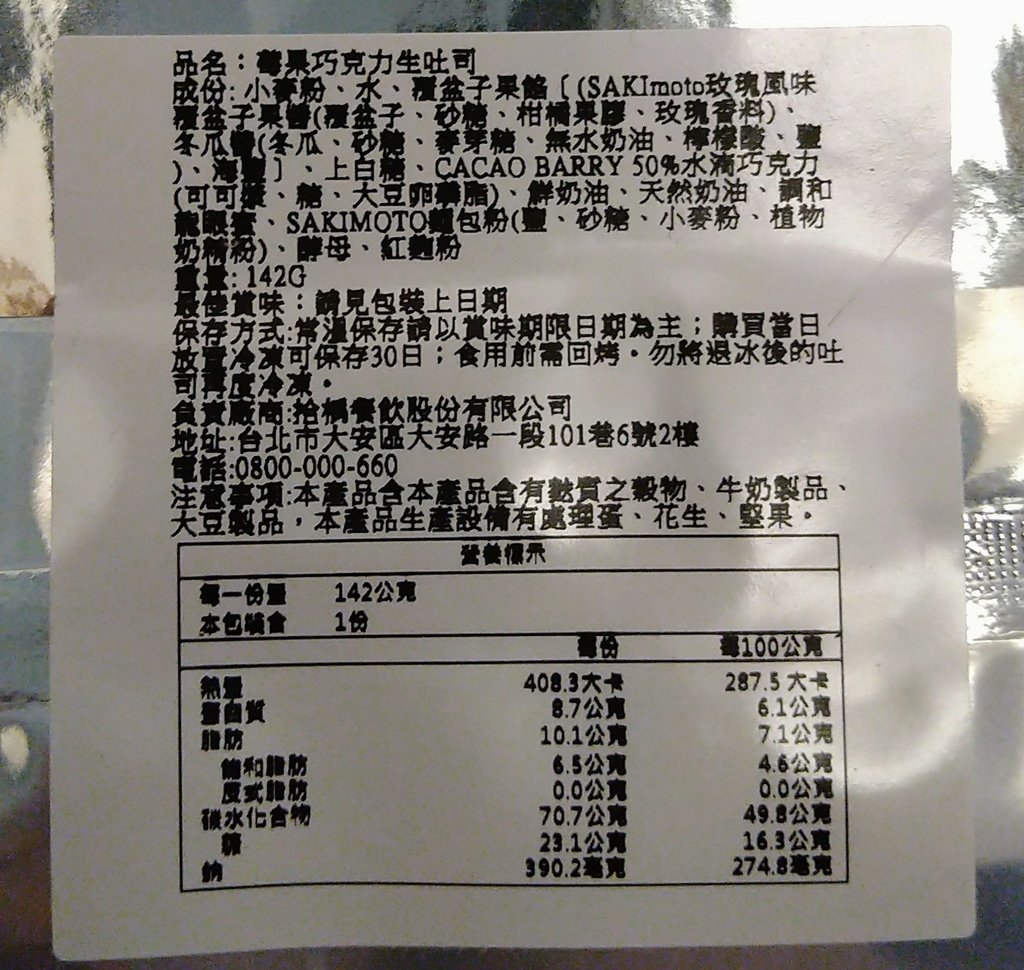 品名：莓果巧克力生吐司
成份: 小麥粉、水、覆盆子果餡〔(SAKImoto玫瑰風味
覆盆子果醬(覆盆子、砂糖、柑橘果膠、玫瑰香料)、
冬瓜醬(冬瓜、砂糖、麥芽糖、無水奶油、檸檬酸、鹽
)、海鹽〕、上白糖、CACAO BARRY 50%水滴巧克力
(可可漿、糖、大豆卵磷脂)、鮮奶油、天然奶油、調和
龍眼蜜、SAKIMOTO麵包粉(鹽、砂糖、小麥粉、植物
奶精粉)、酵母、紅麴粉
重量: 142G
最佳賞味：請見包裝上日期
保存方式:常溫保存請以賞味期限日期為主；購買當日
放置冷凍可保存30日；食用前需回烤。勿將退冰後的吐
司再度冷凍。
負責廠商:拾橘餐飲股份有限公司
地址:台北市大安區大安路一段101巷6號2樓
電話:0800-000-660
注意事項:本產品含本產品含有麩質之穀物、牛奶製品、
大豆製品，本產品生產設備有處理蛋、花生、堅果。
營養標示
每一份量 142公克
本包裝含 1份
每份 每100公克
熱量 408.3大卡 287.5 大卡
蛋白質 8.7公克 6.1公克
脂肪 10.1公克 7.1公克
飽和脂肪 6.5公克 4.6公克
反式脂肪 0.0公克 0.0公克
碳水化合物 70.7公克 49.8公克
糖 23.1公克 16.3公克
鈉 390.2毫克 274.8毫克